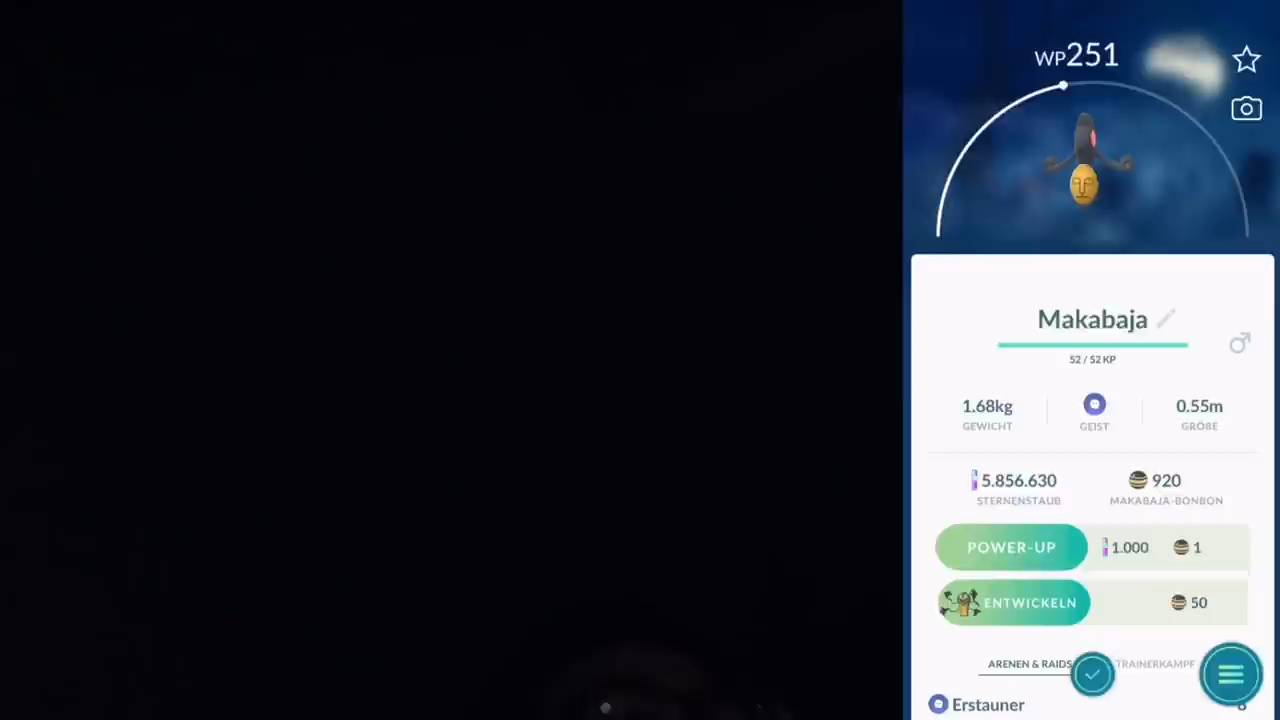 WP251
Makabaja
52 / 52 KP
1.68kg
GEWICHT
GEIST
0.55m
GRÖßE
5.856.630
STERNENSTAUB
920
MAKABAJA-BONBON
POWER-UP
1.000
1
ENTWICKELN
50
ARENEN & RAIDS
TRAINERKAMPF
Erstauner